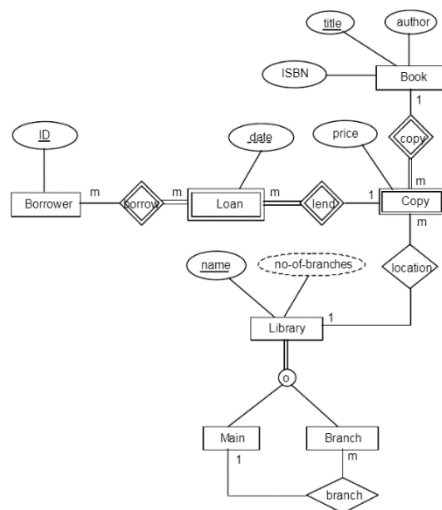 title
author
ISBN
Book
1
copy
ID
date
price
m
Borrower
m
borrow
m
Loan
m
lend
1
Copy
m
name
no-of-branches
location
Library
1
o
Main
Branch
1
m
branch